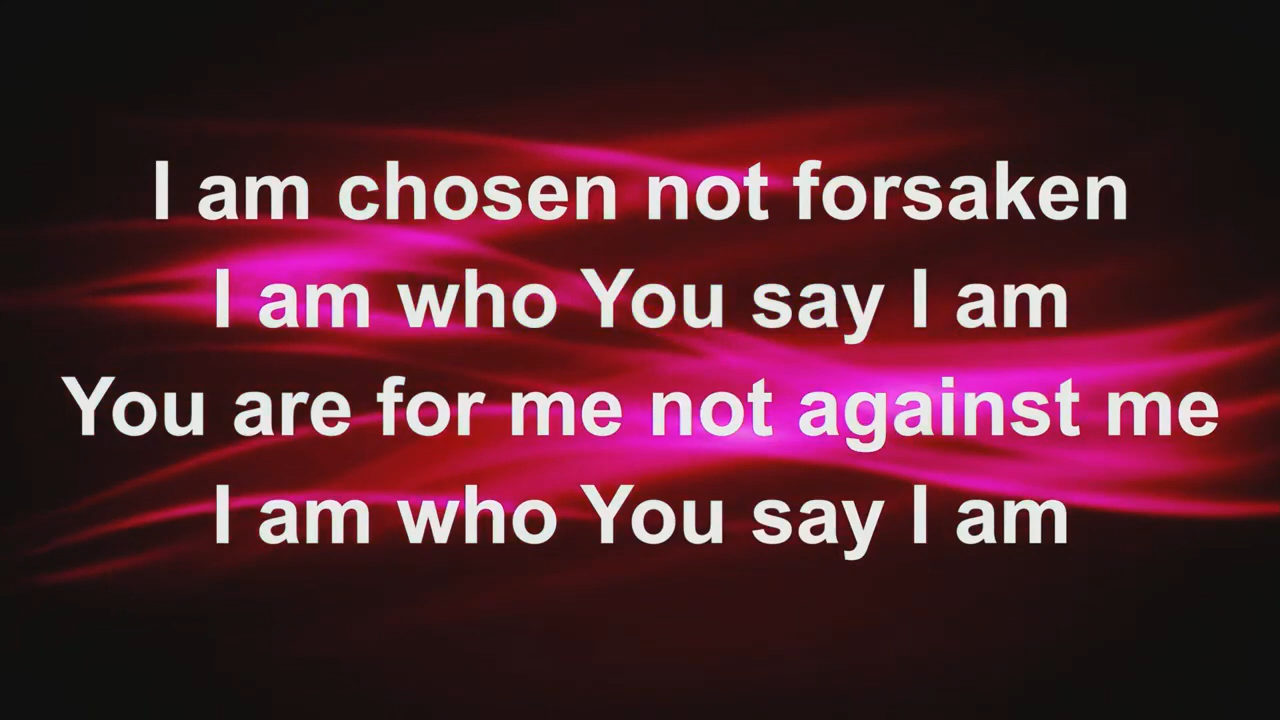 I am chosen not forsaken
I am who You say I am
You are for me not against me
I am who You say I am